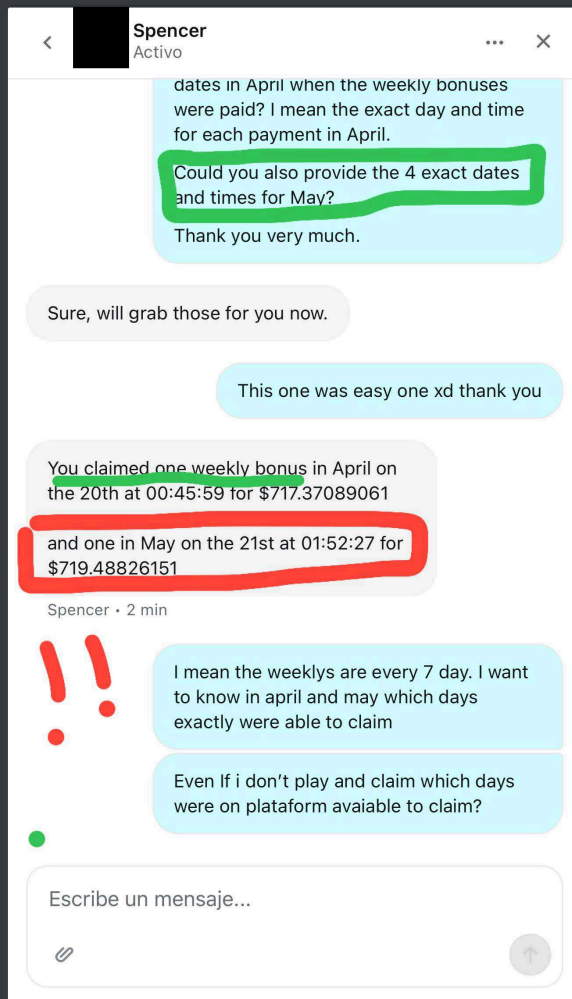 Spencer
Activo
dates in April when the weekly bonuses
were paid? I mean the exact day and time
for each payment in April.
Could you also provide the 4 exact dates
and times for May?
Thank you very much.
Sure, will grab those for you now.
This one was easy one xd thank you
You claimed one weekly bonus in April on
the 20th at 00:45:59 for $717.37089061
and one in May on the 21st at 01:52:27 for
$719.48826151
Spencer • 2 min
!!
I mean the weeklys are every 7 day. I want
to know in april and may which days
exactly were able to claim
Even If i don't play and claim which days
were on plataform avaiable to claim?
Escribe un mensaje...